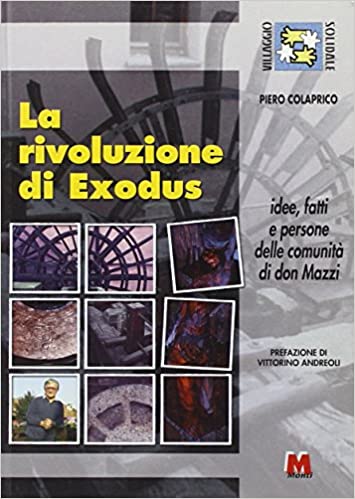 VILLAGGIO
SOLIDALE
PIERO COLAPRICO
La
rivoluzione
di Exodus
idee, fatti
e persone
delle comunità
di don Mazzi
PREFAZIONE DI
VITTORINO ANDREOLI
M
MONTI